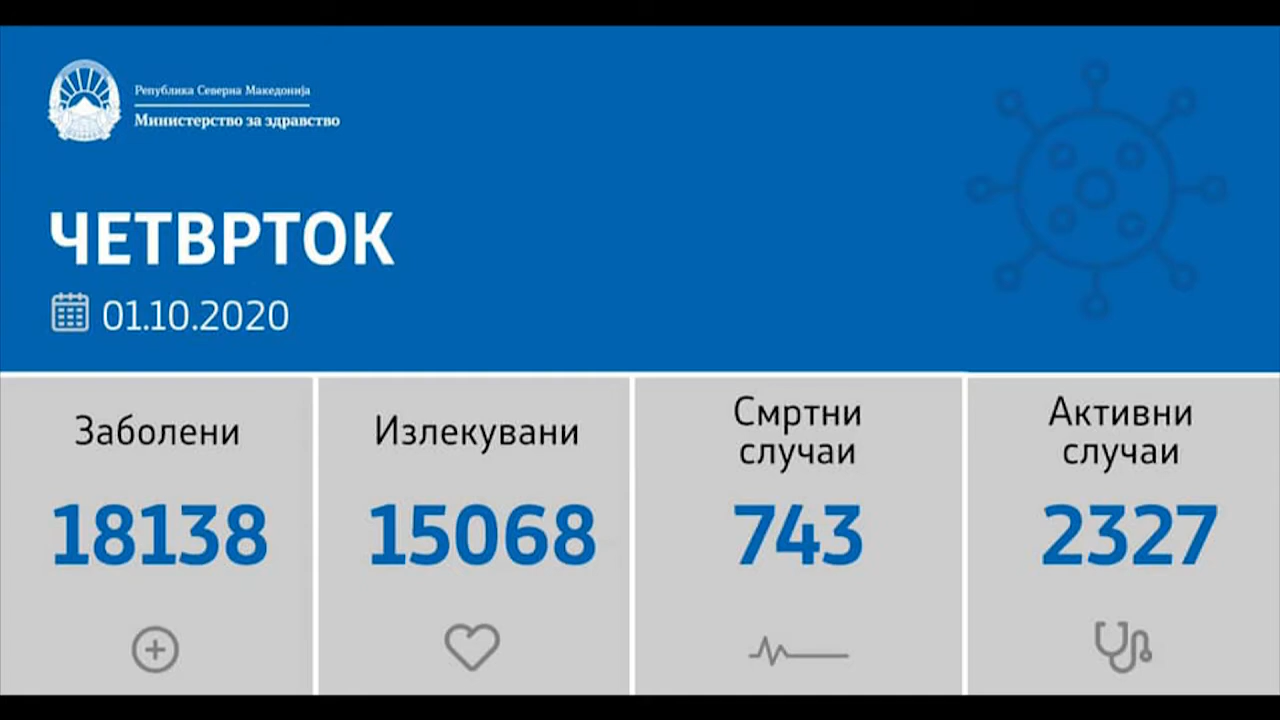 Република Северна Македонија
Министерство за здравство
ЧЕТВРТОК
01.10.2020
Заболени
18138
Излекувани
15068
Смртни
случаи
743
Активни
случаи
2327